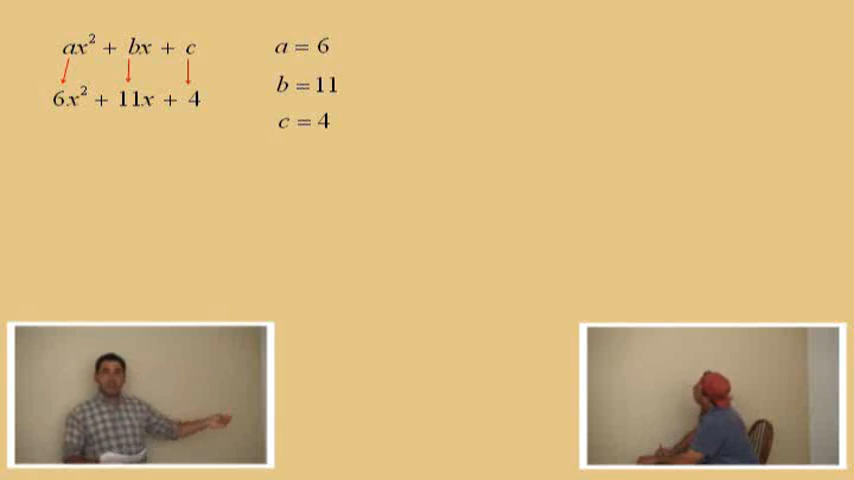 ax² + bx + c
6x² + 11x + 4
a = 6
b = 11
c = 4